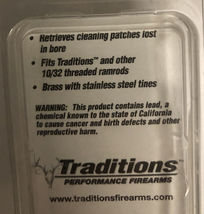 • Retrieves cleaning patches lost
in bore
• Fits Traditions™ and other
10/32 threaded ramrods
• Brass with stainless steel tines
WARNING: This product contains lead, a
chemical known to the state of California
to cause cancer and birth defects and other
reproductive harm.
Traditions™
PERFORMANCE FIREARMS
www.traditionsfirearms.com